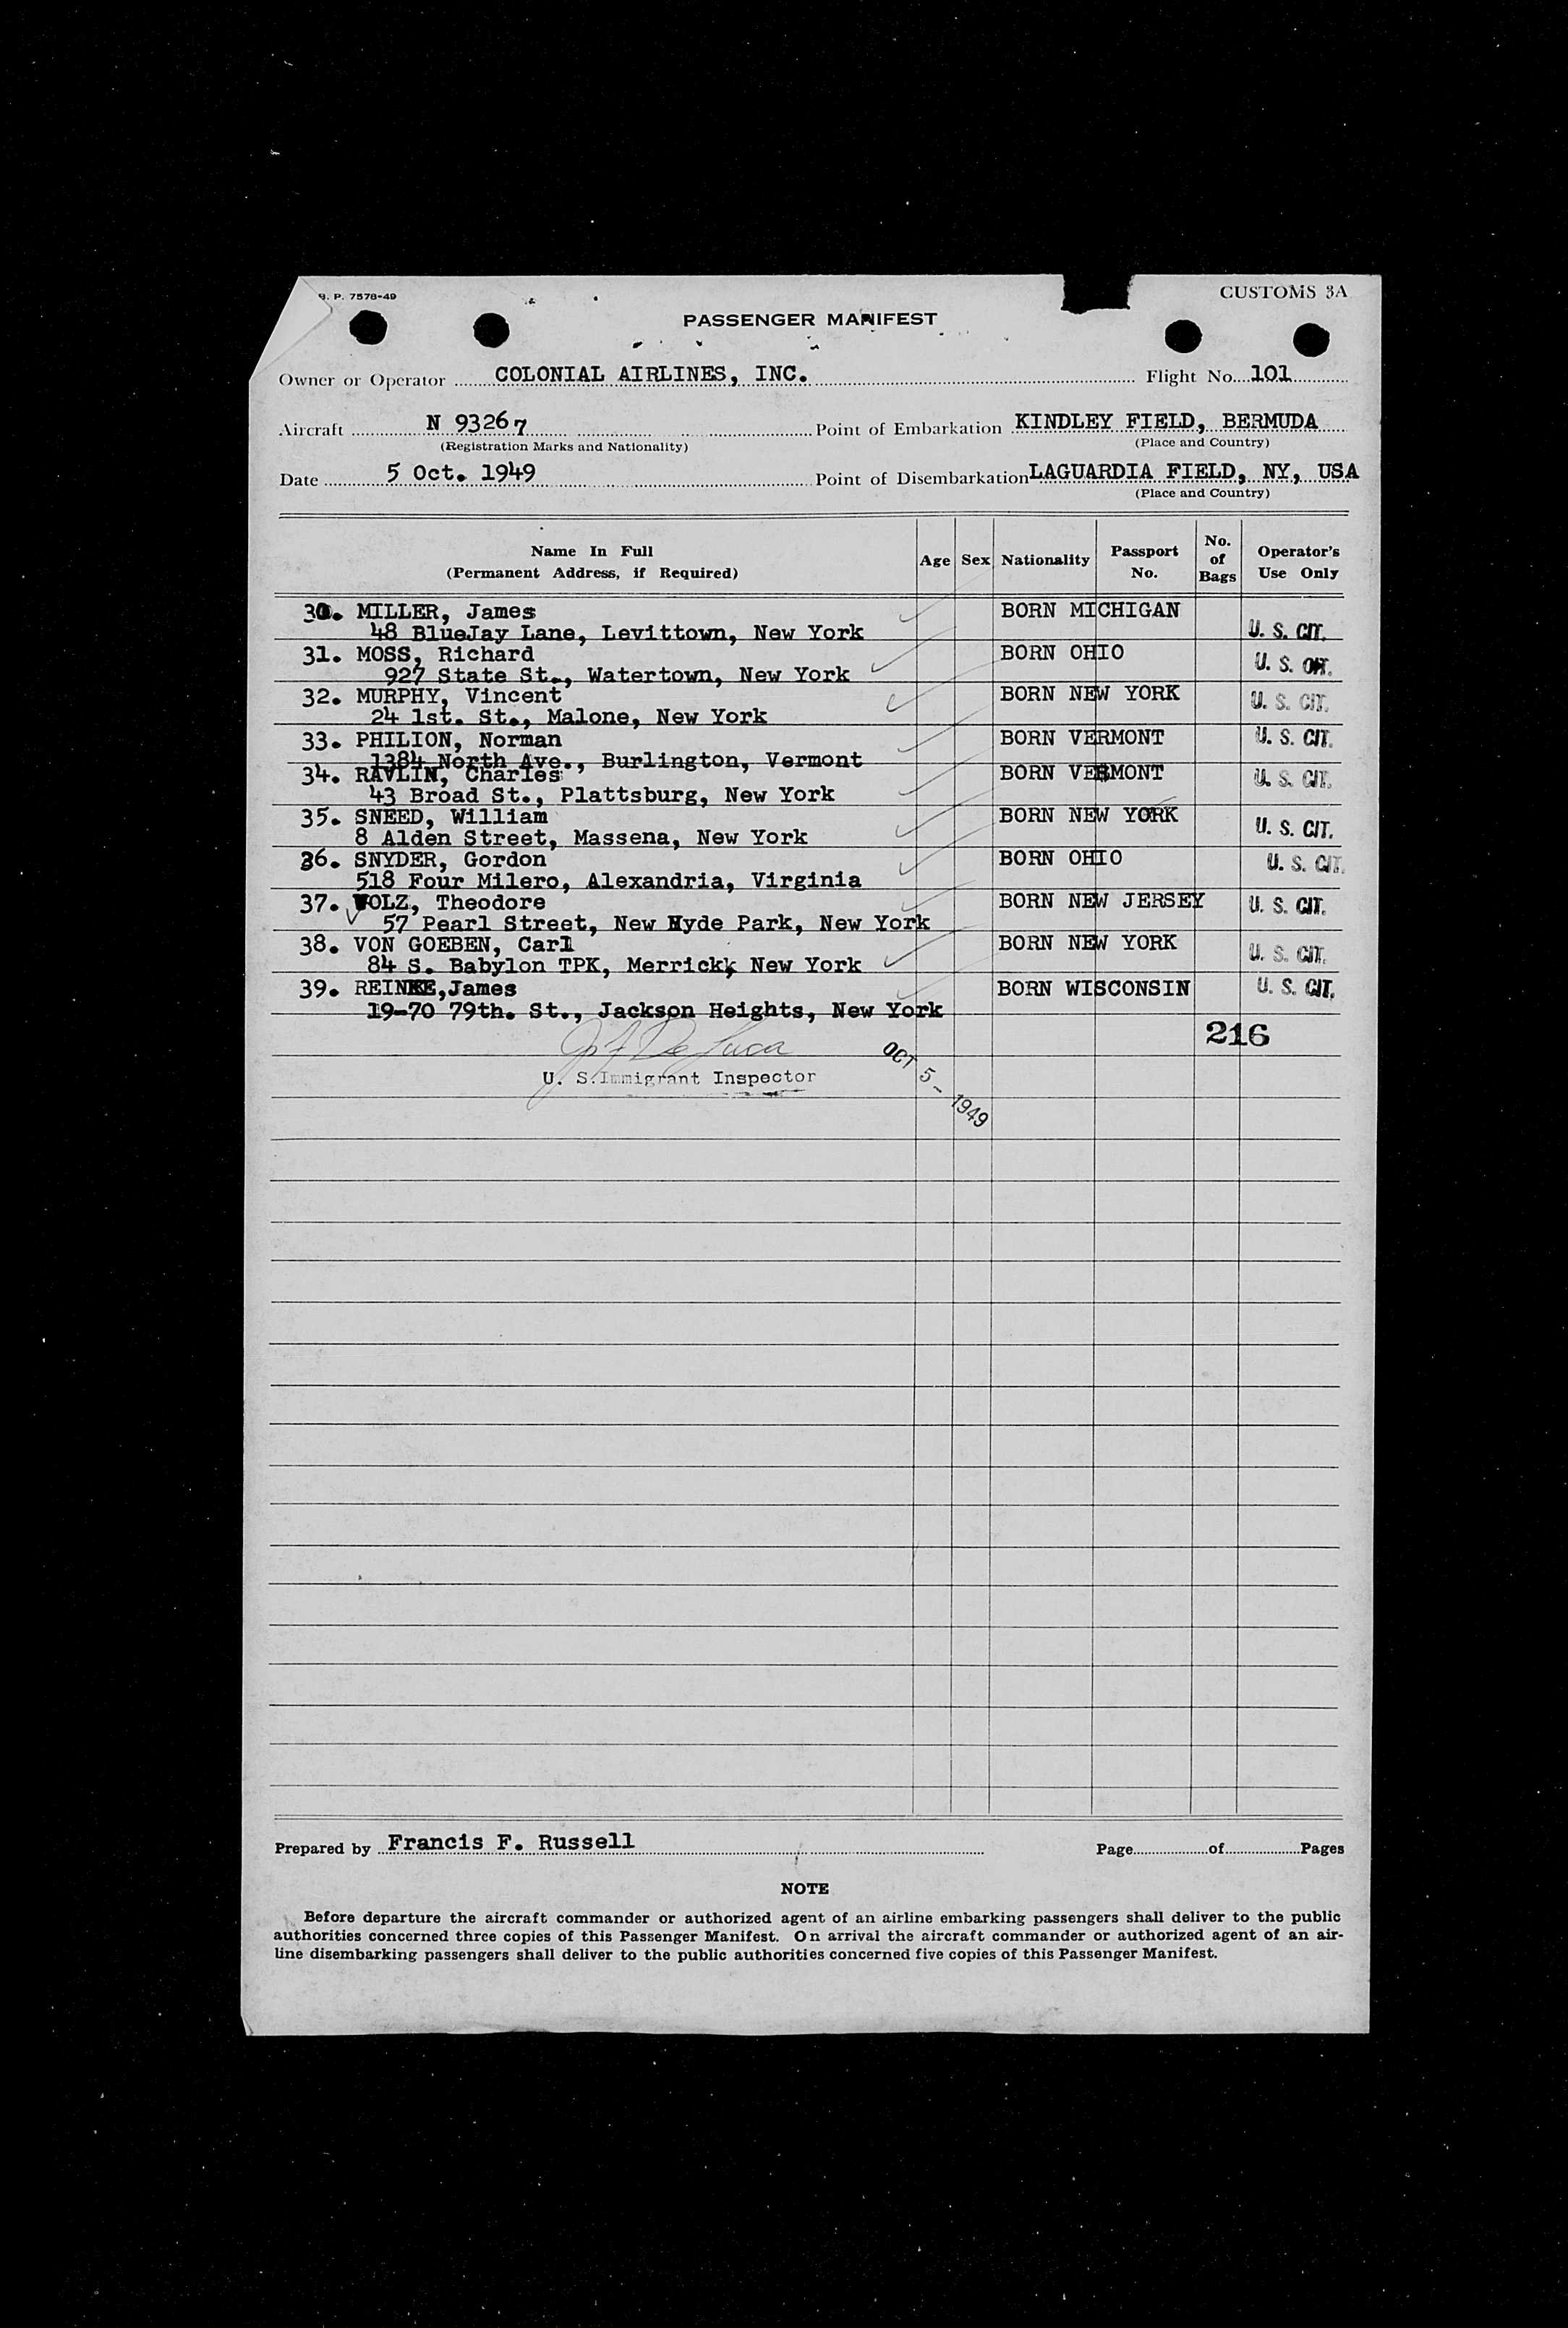 B. P. 7578-49
CUSTOMS 3A
PASSENGER MANIFEST
Owner or Operator COLONIAL AIRLINES, INC. Flight No. 101
Aircraft N 93267 Point of Embarkation KINDLEY FIELD, BERMUDA
(Registration Marks and Nationality) (Place and Country)
Date 5 Oct. 1949 Point of Disembarkation LAGUARDIA FIELD, NY, USA
(Place and Country)
Name In Full (Permanent Address, if Required) Age Sex Nationality Passport No. No. of Bags Operator's Use Only
30. MILLER, James BORN MICHIGAN
48 BlueJay Lane, Levittown, New York U. S. CIT.
31. MOSS, Richard BORN OHIO
927 State St., Watertown, New York U. S. CIT.
32. MURPHY, Vincent BORN NEW YORK U. S. CIT.
24 1st. St., Malone, New York
33. PHILION, Norman BORN VERMONT U. S. CIT.
1384 North Ave., Burlington, Vermont
34. RAVLIN, Charles BORN VERMONT U. S. CIT.
43 Broad St., Plattsburg, New York
35. SNEED, William BORN NEW YORK
8 Alden Street, Massena, New York U. S. CIT.
36. SNYDER, Gordon BORN OHIO U. S. CIT.
518 Four Milero, Alexandria, Virginia
37. VOLZ, Theodore BORN NEW JERSEY U. S. CIT.
57 Pearl Street, New Hyde Park, New York
38. VON GOEBEN, Carl BORN NEW YORK U. S. CIT.
84 S. Babylon TPK, Merrick, New York
39. REINKE, James BORN WISCONSIN U. S. CIT.
19-70 79th. St., Jackson Heights, New York
216
De Luca
U. S. Immigrant Inspector
OCT 5 - 1949
Prepared by Francis F. Russell Page of Pages
NOTE
Before departure the aircraft commander or authorized agent of an airline embarking passengers shall deliver to the public
authorities concerned three copies of this Passenger Manifest. On arrival the aircraft commander or authorized agent of an air-
line disembarking passengers shall deliver to the public authorities concerned five copies of this Passenger Manifest.